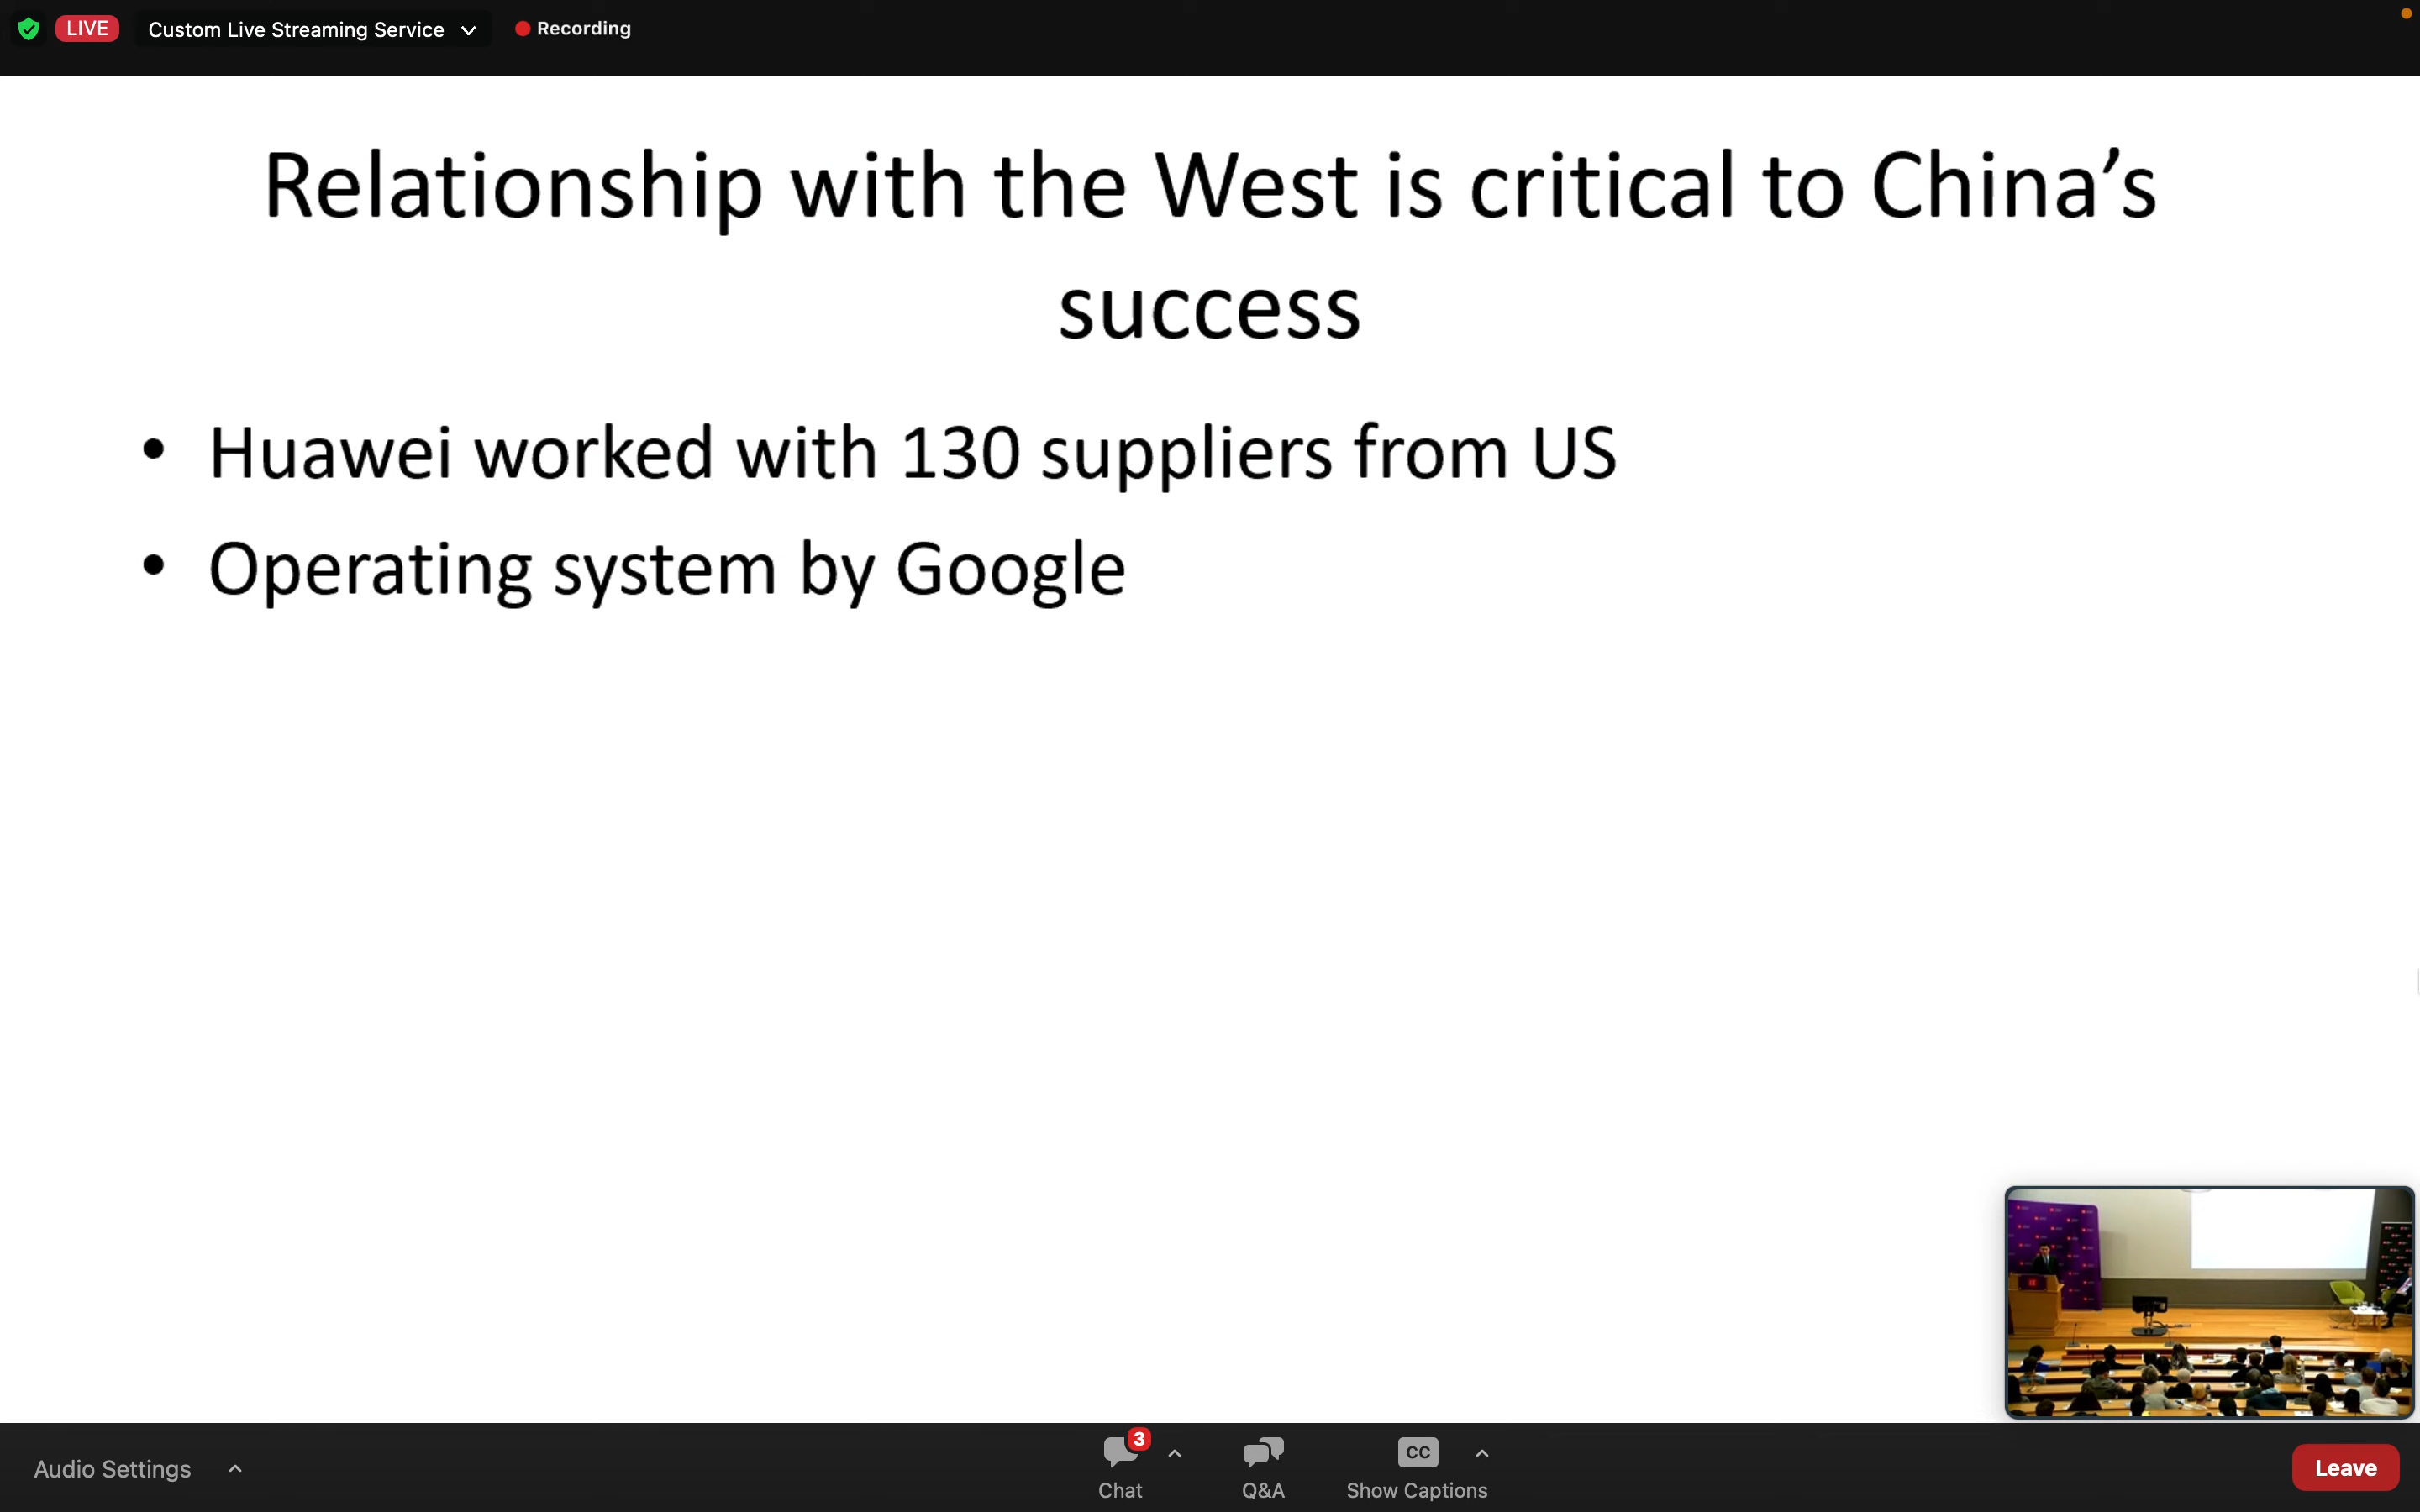 LIVE Custom Live Streaming Service Recording
Relationship with the West is critical to China’s
success
• Huawei worked with 130 suppliers from US
• Operating system by Google
Audio Settings
3
CC
Chat Q&A Show Captions
Leave